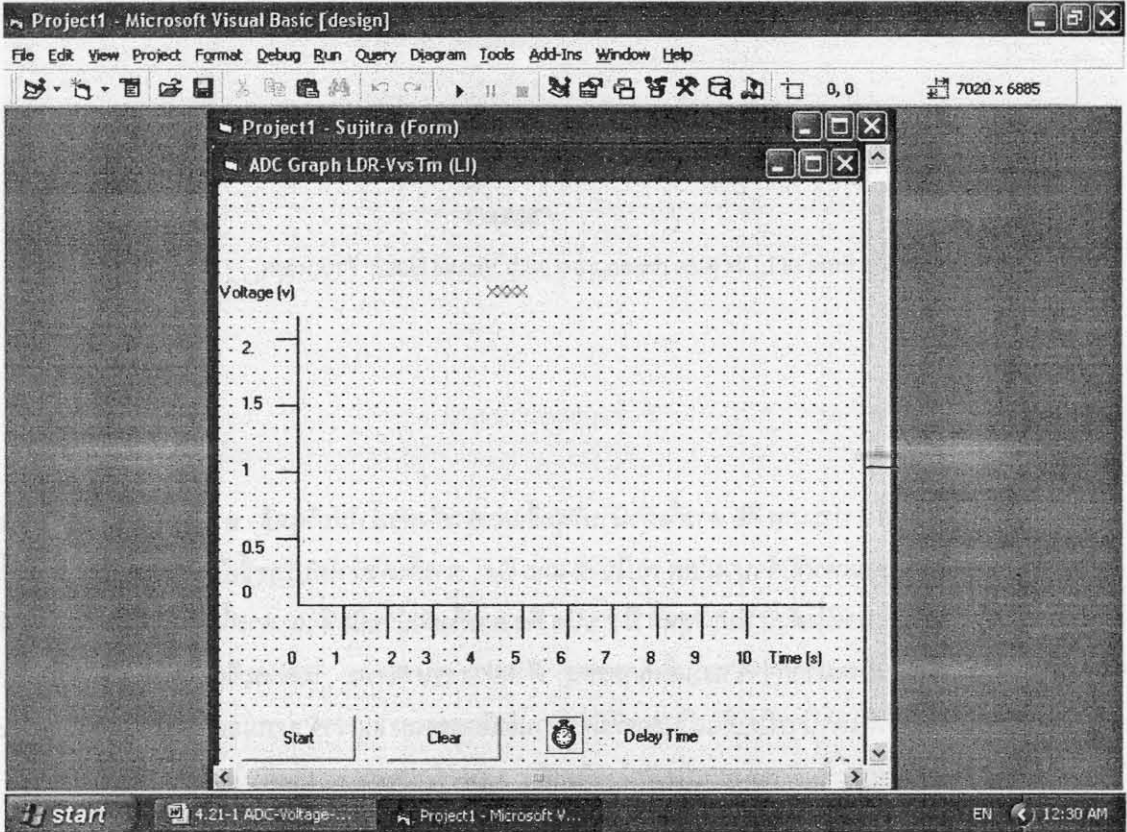 Project1 - Microsoft Visual Basic [design]
File Edit View Project Format Debug Run Query Diagram Tools Add-Ins Window Help
0, 0 7020 x 6885
Project1 - Sujitra (Form)
ADC Graph LDR-VvsTm (LI)
Voltage (v) XXXX
2.
1.5
1
0.5
0
0 1 2 3 4 5 6 7 8 9 10 Time (s)
Start Clear Delay Time
start 4.21-1 ADC-Voltage-... Project1 - Microsoft V... EN 12:30 AM